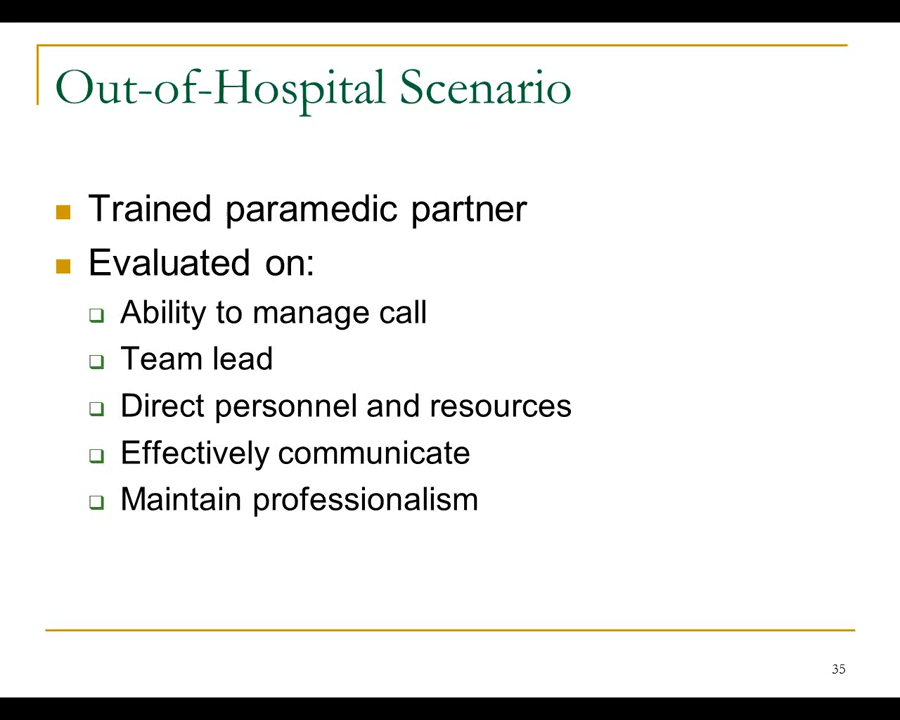 Out-of-Hospital Scenario
Trained paramedic partner
Evaluated on:
Ability to manage call
Team lead
Direct personnel and resources
Effectively communicate
Maintain professionalism
35